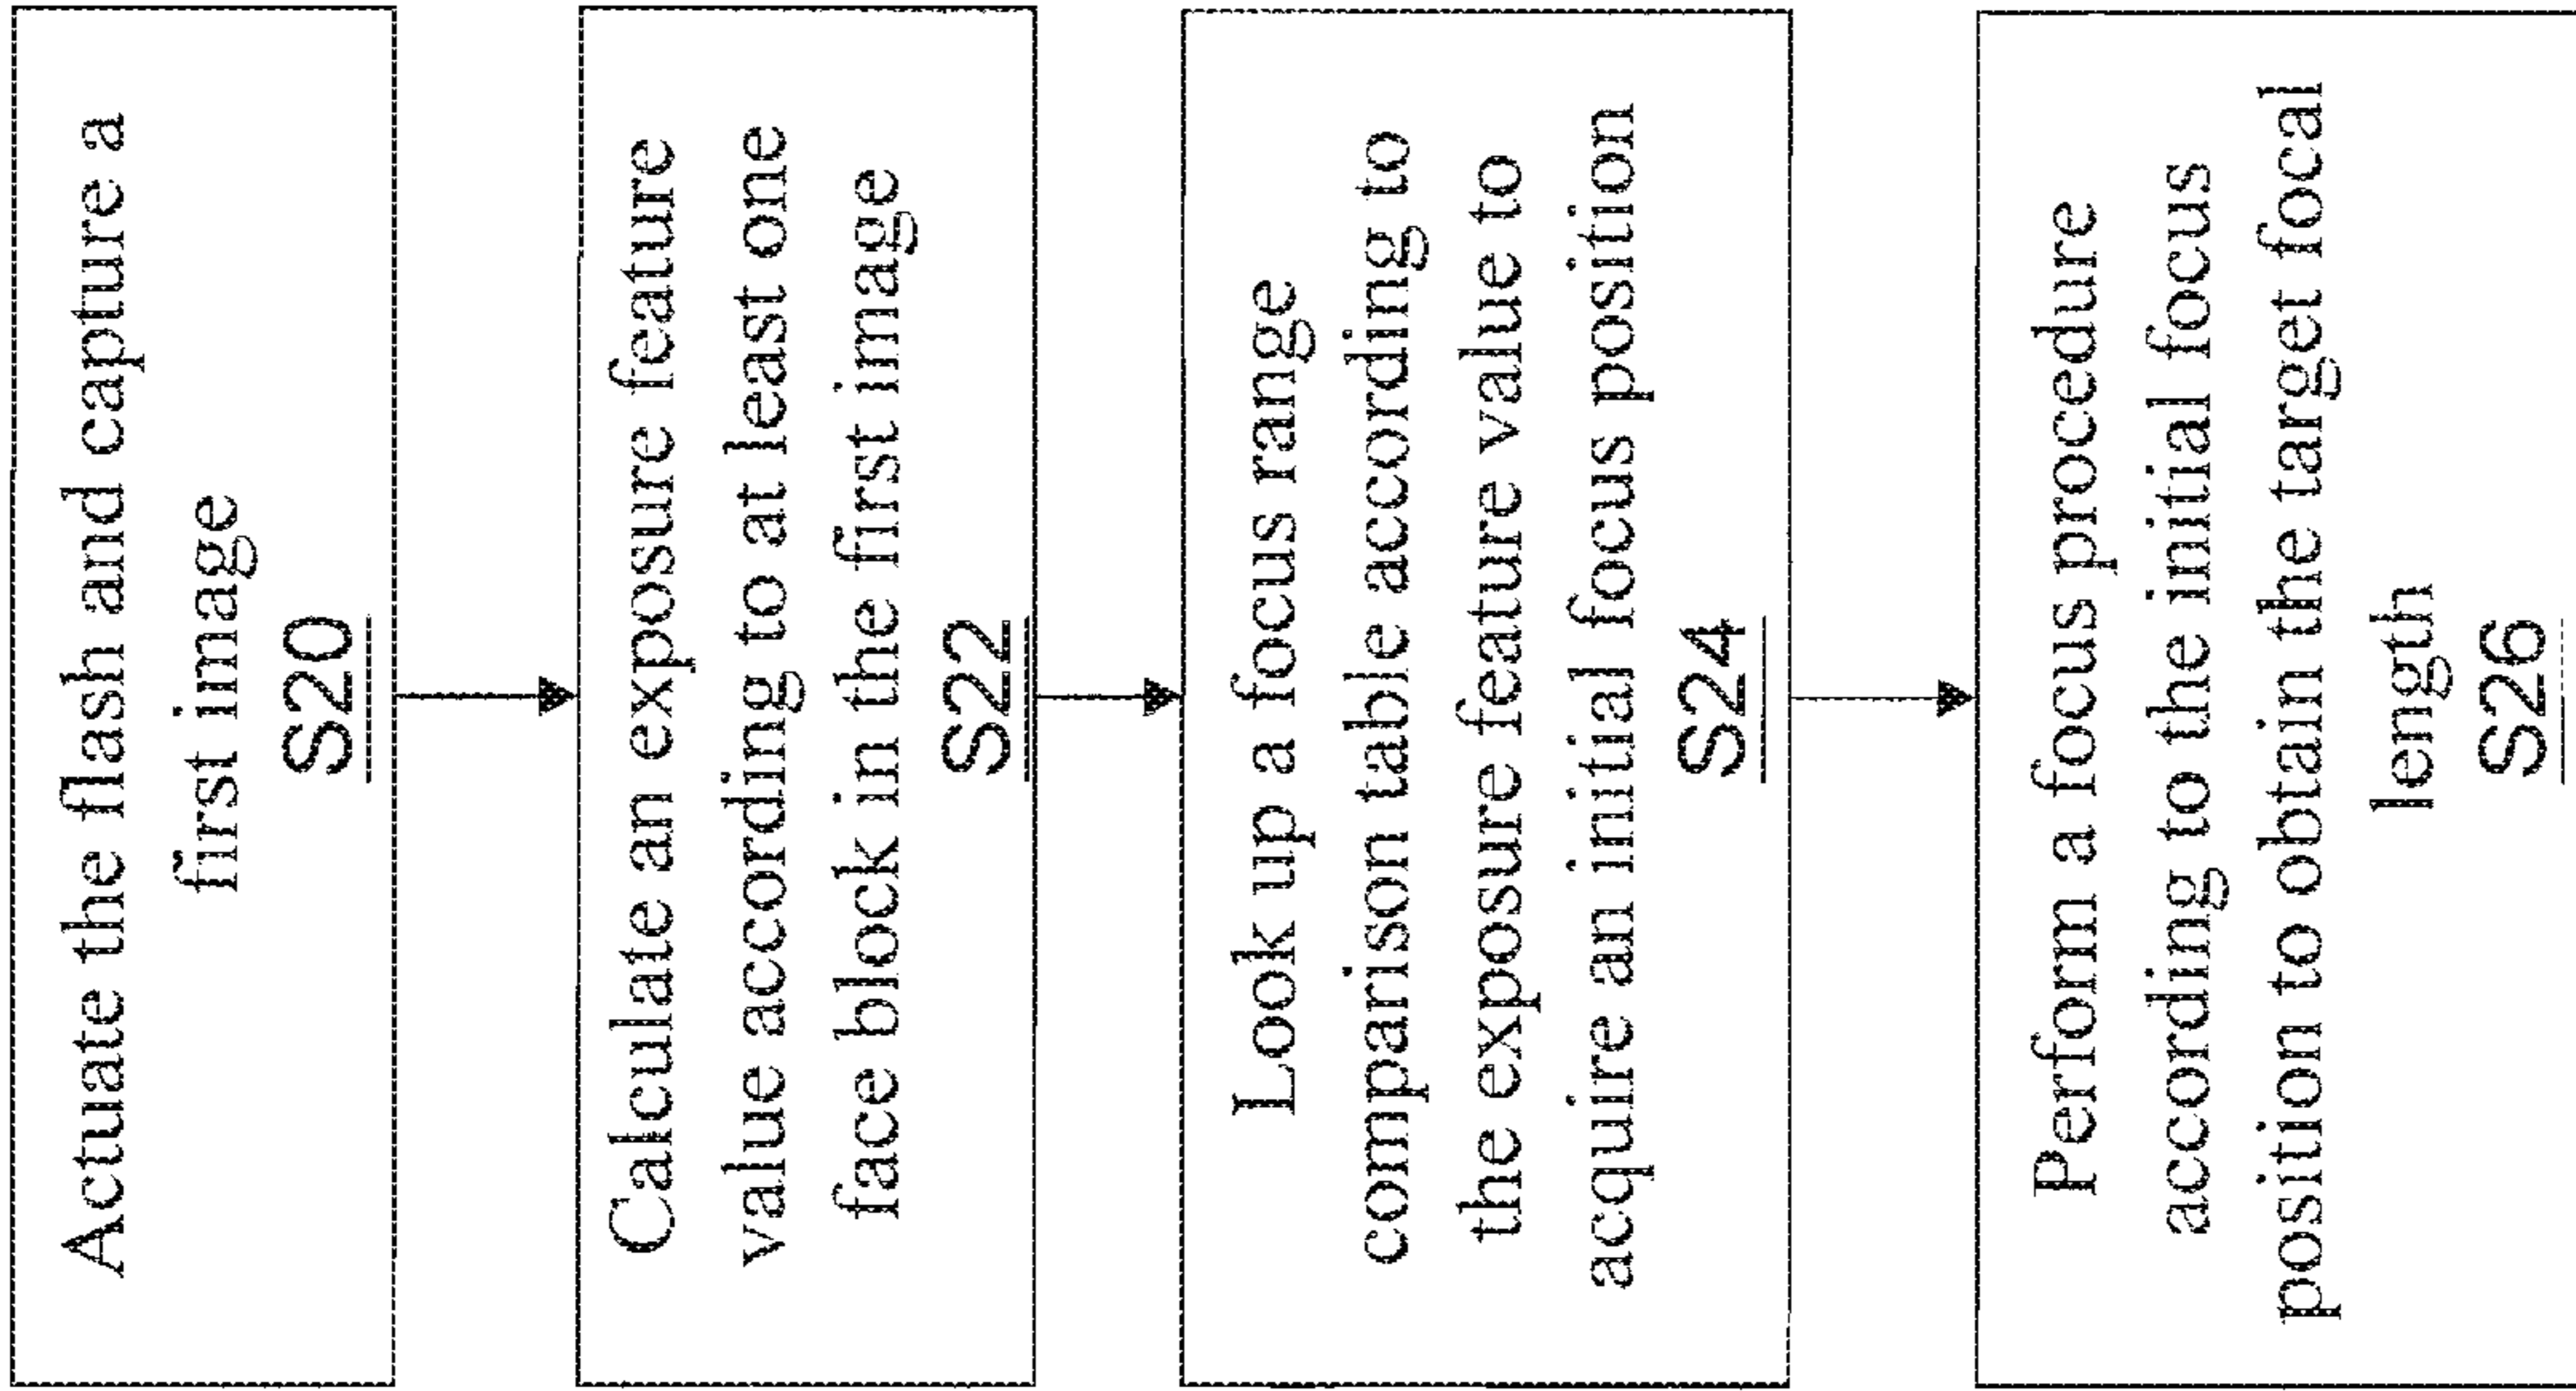 Actuate the flash and capture a
first image
S20
Calculate an exposure feature
value according to at least one
face block in the first image
S22
Look up a focus range
comparison table according to
the exposure feature value to
acquire an initial focus position
S24
Perform a focus procedure
according to the initial focus
position to obtain the target focal
length
S26